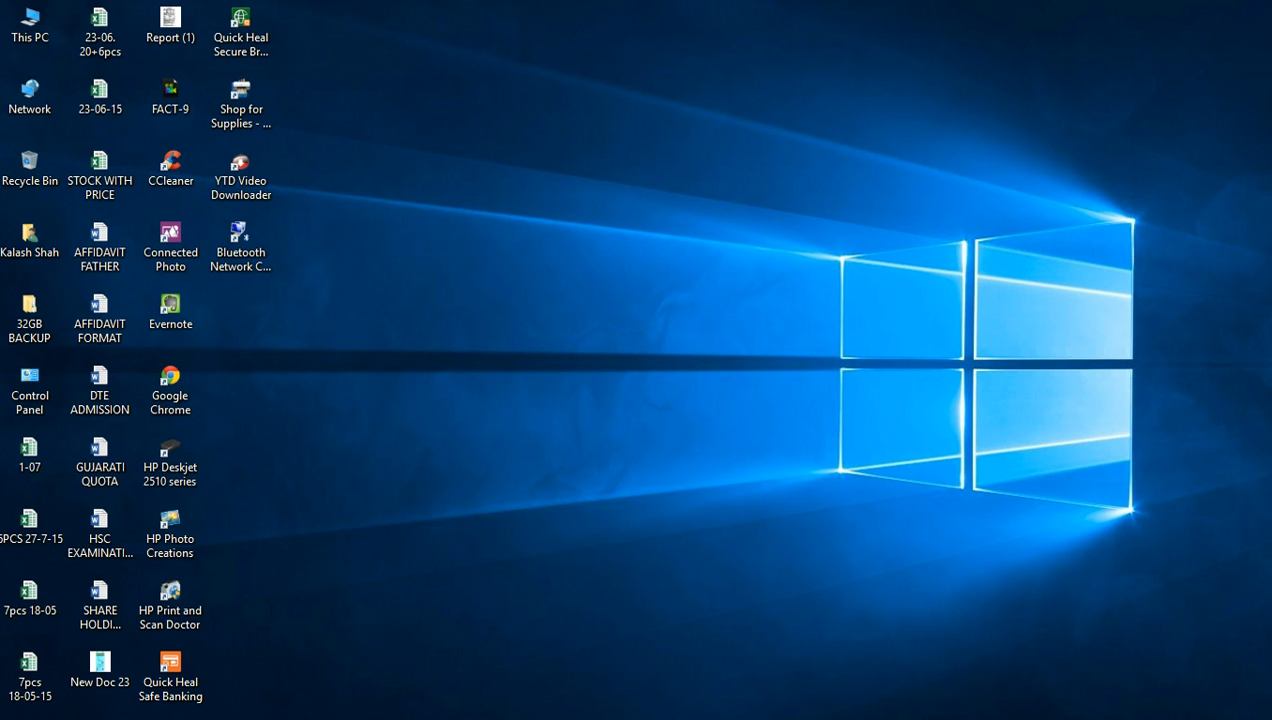 This PC
Network
Recycle Bin
Kalash Shah
32GB
BACKUP
Control
Panel
1-07
6PCS 27-7-15
7pcs 18-05
7pcs
18-05-15
23-06.
20+6pcs
23-06-15
STOCK WITH
PRICE
AFFIDAVIT
FATHER
AFFIDAVIT
FORMAT
DTE
ADMISSION
GUJARATI
QUOTA
HSC
EXAMINATI...
SHARE
HOLDI...
New Doc 23
Report (1)
FACT-9
CCleaner
Connected
Photo
Evernote
Google
Chrome
HP Deskjet
2510 series
HP Photo
Creations
HP Print and
Scan Doctor
Quick Heal
Safe Banking
Quick Heal
Secure Br...
Shop for
Supplies - ...
YTD Video
Downloader
Bluetooth
Network C...